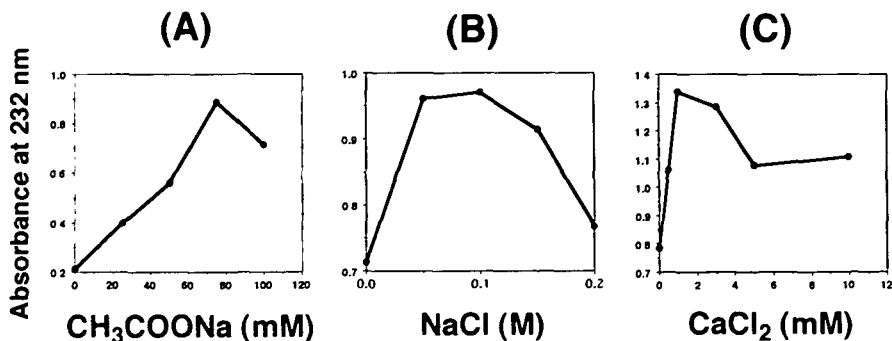 (A) (B) (C)
Absorbance at 232 nm
1.0
0.8
0.6
0.4
0.2
0 20 40 60 80 100 120
CH₃COONa (mM)
1.0
0.9
0.8
0.7
0.0 0.1 0.2
NaCl (M)
1.4
1.3
1.2
1.1
1.0
0.9
0.8
0.7
0 2 4 6 8 10 12
CaCl₂ (mM)